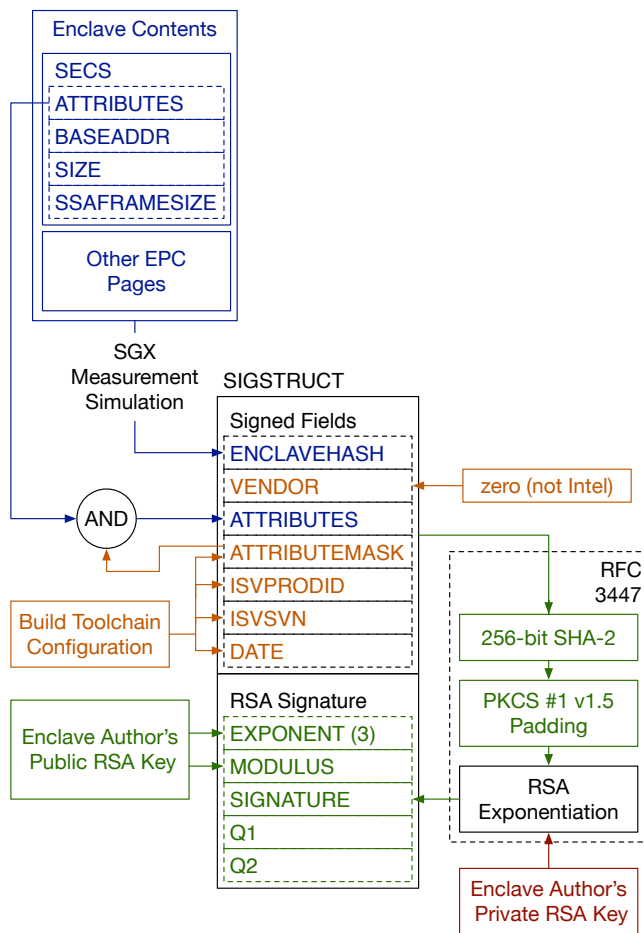 Enclave Contents
SECS
ATTRIBUTES
BASEADDR
SIZE
SSAFRAMESIZE
Other EPC
Pages
SGX
Measurement
Simulation
SIGSTRUCT
Signed Fields
ENCLAVEHASH
VENDOR
zero (not Intel)
AND
ATTRIBUTES
ATTRIBUTEMASK
ISVPRODID
ISVSVN
DATE
Build Toolchain
Configuration
RFC
3447
256-bit SHA-2
PKCS #1 v1.5
Padding
RSA
Exponentiation
RSA Signature
EXPONENT (3)
MODULUS
SIGNATURE
Q1
Q2
Enclave Author's
Public RSA Key
Enclave Author's
Private RSA Key